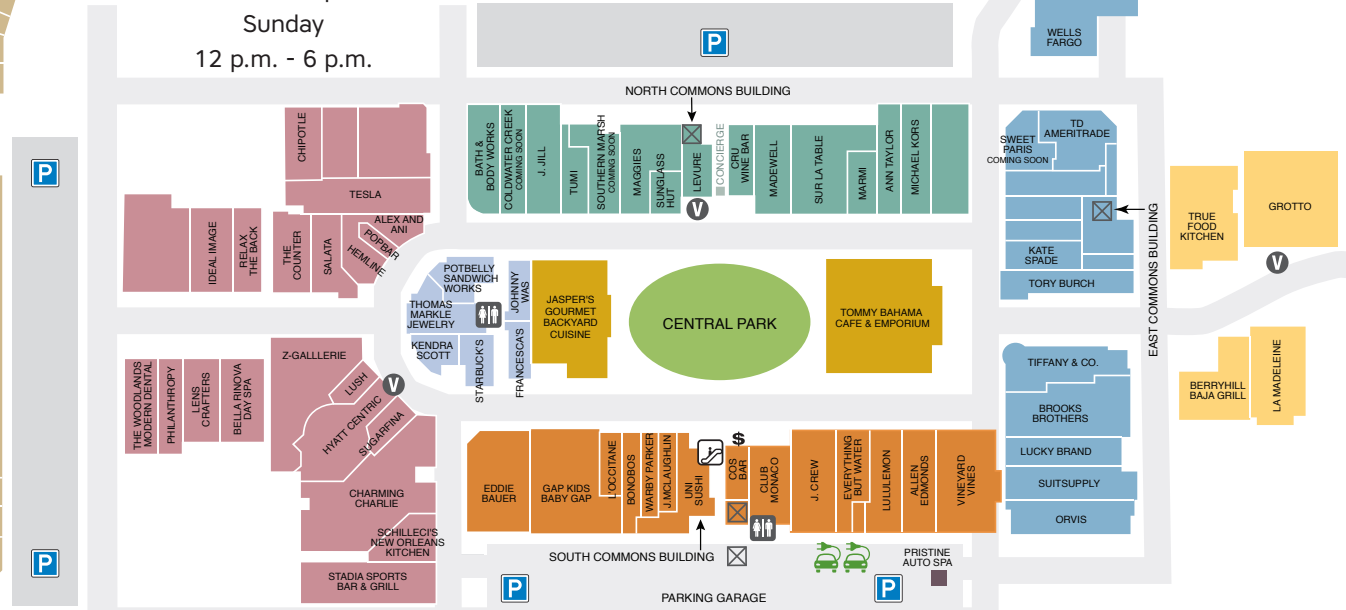 Sunday
12 p.m. - 6 p.m.
P
WELLS
FARGO
NORTH COMMONS BUILDING
P
CHIPOTLE
TESLA
ALEX AND
ANI
POPBAR
HEMLINE
IDEAL IMAGE
RELAX
THE BACK
THE
COUNTER
SALATA
BATH &
BODY WORKS
COLDWATER CREEK
COMING SOON
J. JILL
TUMI
SOUTHERN MARSH
COMING SOON
MAGGIES
SUNGLASS
HUT
LEVURE
V
CONCIERGE
CRU
WINE BAR
MADEWELL
SUR LA TABLE
MARMI
ANN TAYLOR
MICHAEL KORS
TD
AMERITRADE
SWEET
PARIS
COMING SOON
KATE
SPADE
TORY BURCH
EAST COMMONS BUILDING
TRUE
FOOD
KITCHEN
GROTTO
V
POTBELLY
SANDWICH
WORKS
THOMAS
MARKLE
JEWELRY
KENDRA
SCOTT
STARBUCK'S
JOHNNY
WAS
FRANCESCA'S
JASPER'S
GOURMET
BACKYARD
CUISINE
CENTRAL PARK
TOMMY BAHAMA
CAFE & EMPORIUM
THE WOODLANDS
MODERN DENTAL
PHILANTHROPY
LENS
CRAFTERS
BELLA RINOVA
DAY SPA
Z-GALLLERIE
LUSH
V
HYATT CENTRIC
SUGARFINA
CHARMING
CHARLIE
SCHILLECI'S
NEW ORLEANS
KITCHEN
STADIA SPORTS
BAR & GRILL
TIFFANY & CO.
BROOKS
BROTHERS
LUCKY BRAND
SUITSUPPLY
ORVIS
BERRYHILL
BAJA GRILL
LA MADELEINE
EDDIE
BAUER
GAP KIDS
BABY GAP
L'OCCITANE
BONOBOS
WARBY PARKER
J.MCLAUGHLIN
UNI
SUSHI
$
COS
BAR
CLUB
MONACO
J. CREW
EVERYTHING
BUT WATER
LULULEMON
ALLEN
EDMONDS
VINEYARD
VINES
SOUTH COMMONS BUILDING
PRISTINE
AUTO SPA
P
P
P
PARKING GARAGE